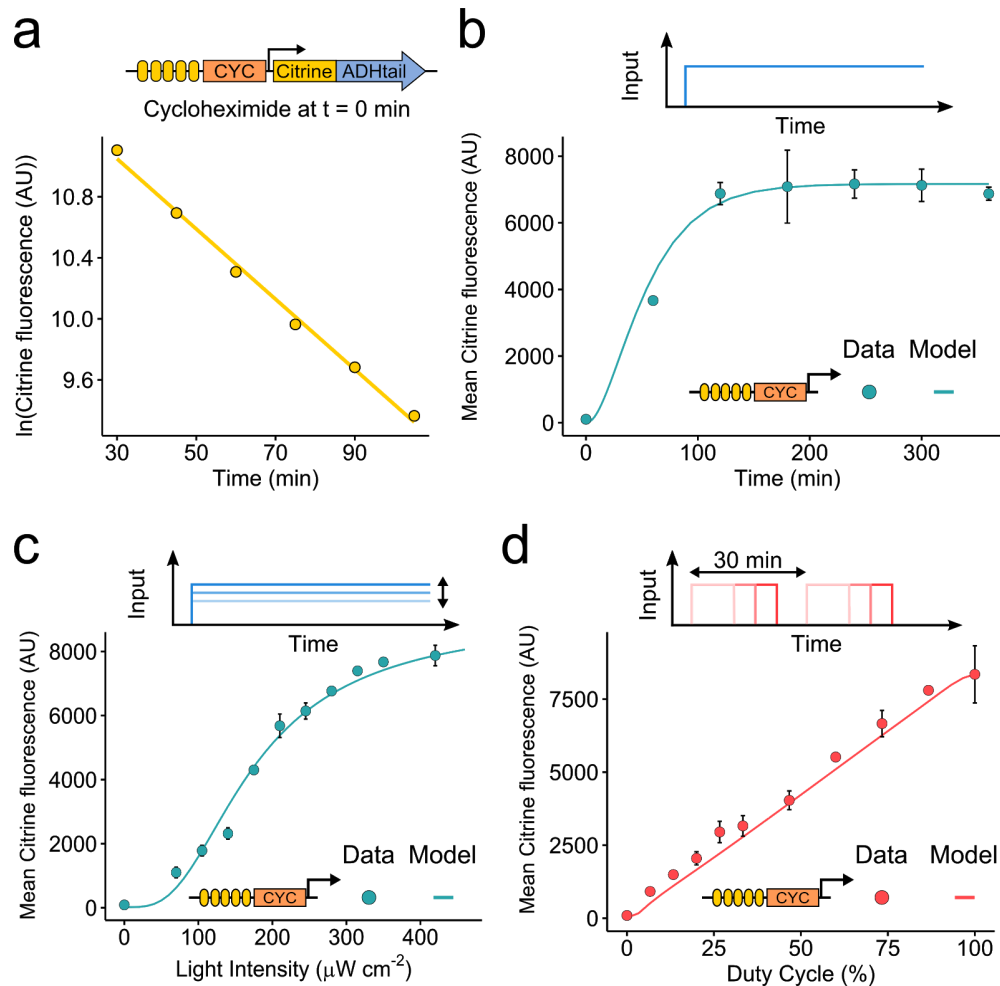 a
CYC
Citrine
ADHtail
Cycloheximide at t = 0 min
ln(Citrine fluorescence (AU))
10.8
10.4
10.0
9.6
30
50
70
90
Time (min)
b
Input
Time
Mean Citrine fluorescence (AU)
8000
6000
4000
2000
0
Data
Model
CYC
0
100
200
300
Time (min)
c
Input
Time
Mean Citrine fluorescence (AU)
8000
6000
4000
2000
0
Data
Model
CYC
0
100
200
300
400
Light Intensity (μW cm⁻²)
d
30 min
Input
Time
Mean Citrine fluorescence (AU)
7500
5000
2500
0
Data
Model
CYC
0
25
50
75
100
Duty Cycle (%)